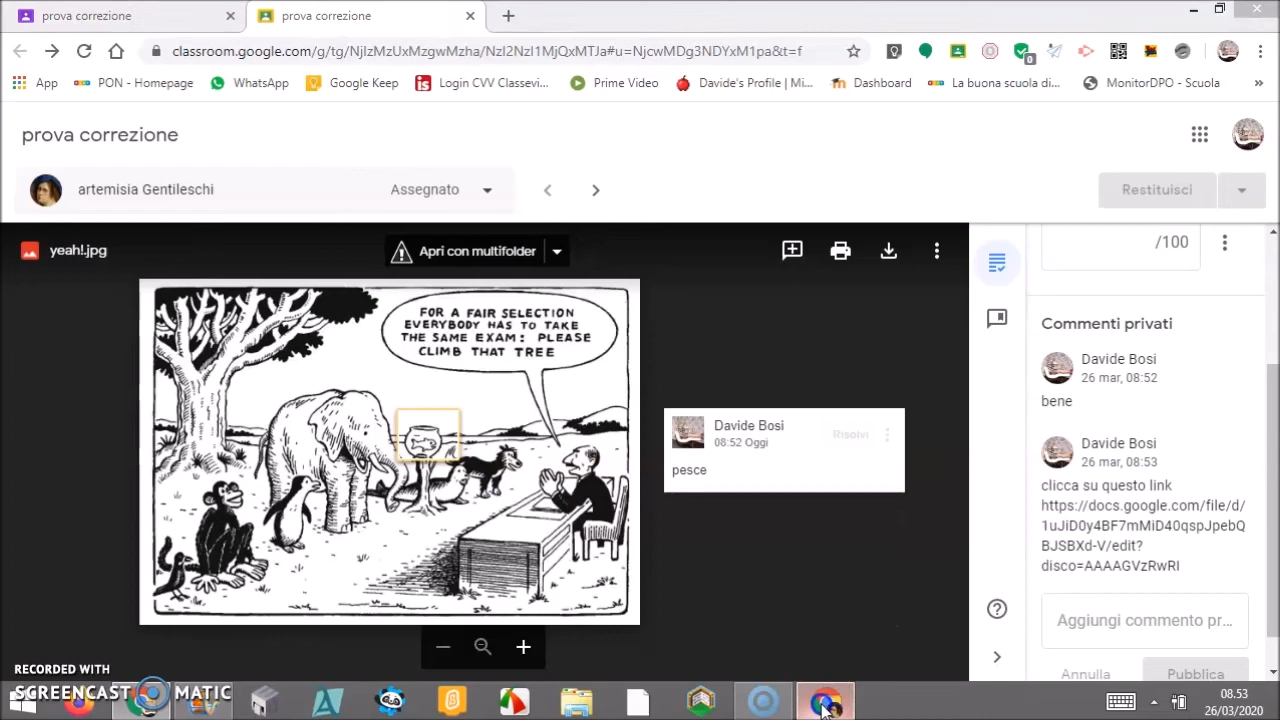 prova correzione
prova correzione
classroom.google.com/g/tg/NjIzMzUxMzgwMzha/NzI2NzI1MjQxMTJa#u=NjcwMDg3NDYxM1pa&t=f
App
PON - Homepage
WhatsApp
Google Keep
Login CVV Classevi...
Prime Video
Davide's Profile | Mi...
Dashboard
La buona scuola di...
MonitorDPO - Scuola
»
prova correzione
artemisia Gentileschi
Assegnato
Restituisci
yeah!.jpg
Apri con multifolder
/100
FOR A FAIR SELECTION
EVERYBODY HAS TO TAKE
THE SAME EXAM: PLEASE
CLIMB THAT TREE
Davide Bosi
08:52 Oggi
Risolvi
pesce
Commenti privati
Davide Bosi
26 mar, 08:52
bene
Davide Bosi
26 mar, 08:53
clicca su questo link
https://docs.google.com/file/d/
1uJiD0y4BF7mMiD40qspJpebQ
BJSBXd-V/edit?
disco=AAAAGVzRwRI
Aggiungi commento pr...
Annulla
Pubblica
RECORDED WITH
SCREENCAST MATIC
08.53
26/03/2020